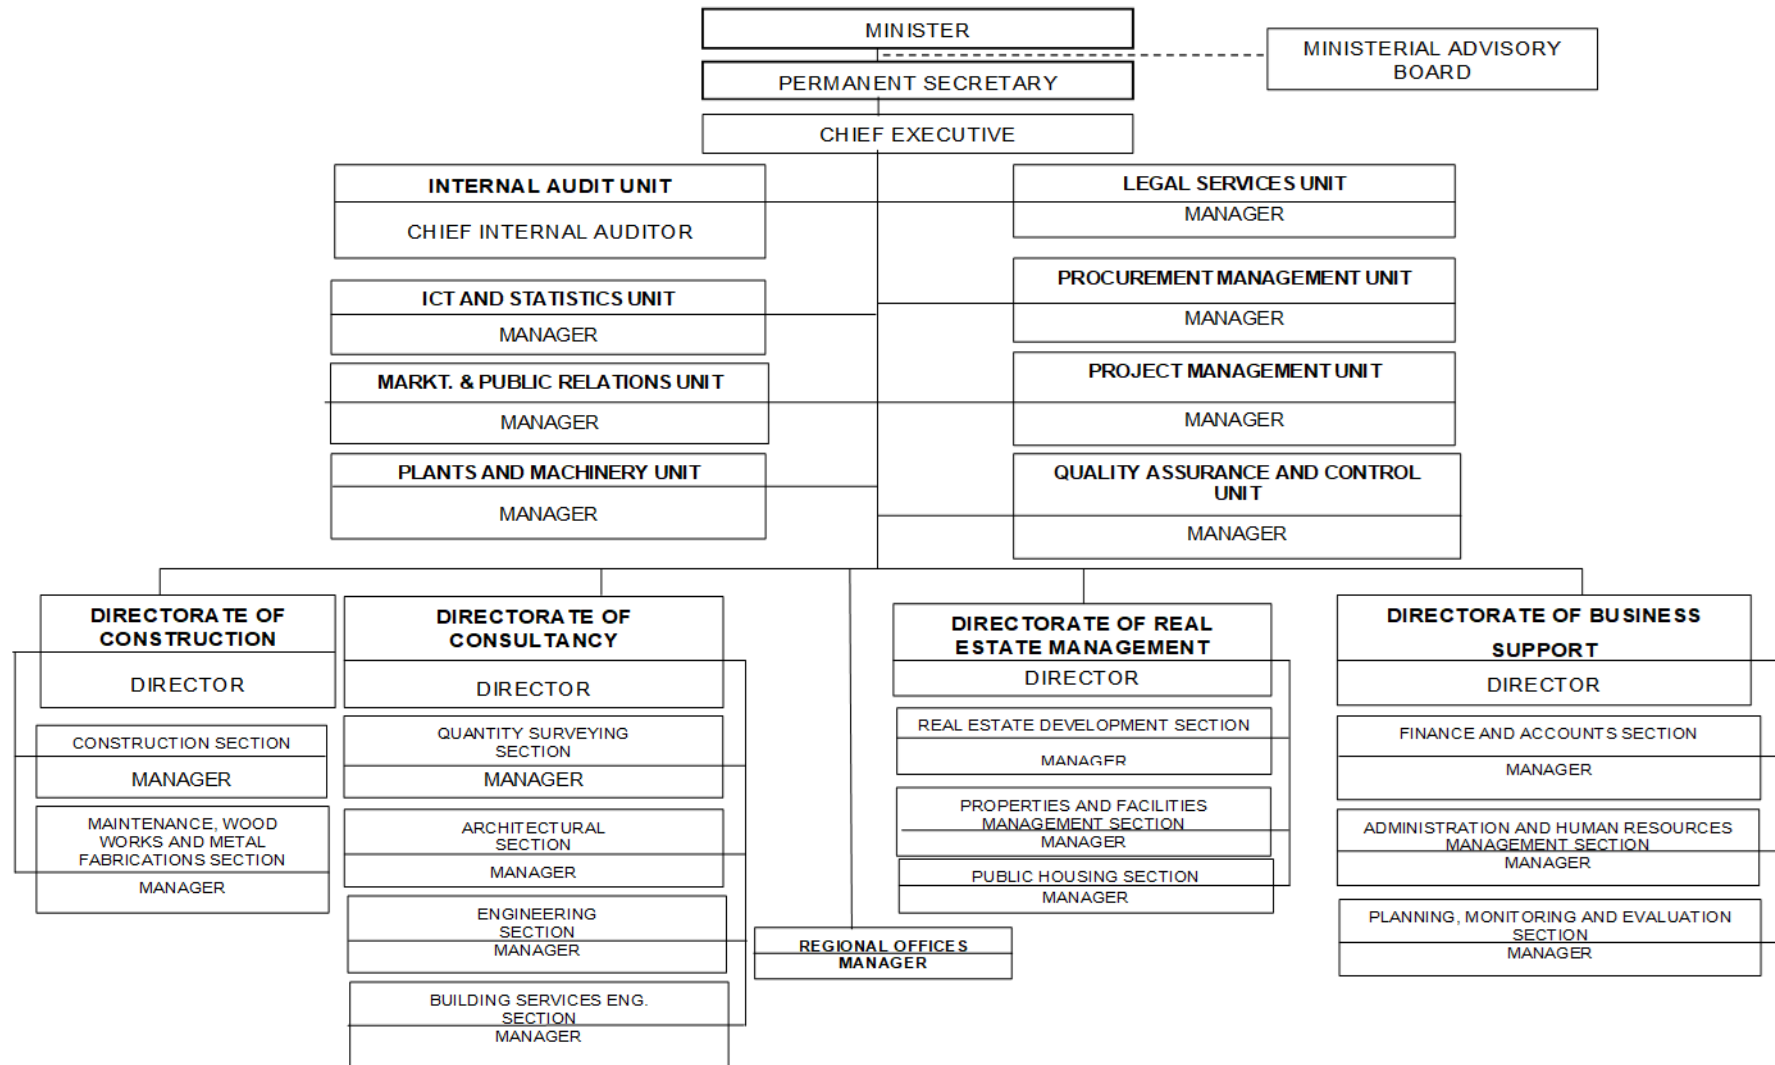 MINISTER
MINISTERIAL ADVISORY
BOARD
PERMANENT SECRETARY
CHIEF EXECUTIVE
INTERNAL AUDIT UNIT
CHIEF INTERNAL AUDITOR
LEGAL SERVICES UNIT
MANAGER
ICT AND STATISTICS UNIT
MANAGER
PROCUREMENT MANAGEMENT UNIT
MANAGER
MARKT. & PUBLIC RELATIONS UNIT
MANAGER
PROJECT MANAGEMENT UNIT
MANAGER
PLANTS AND MACHINERY UNIT
MANAGER
QUALITY ASSURANCE AND CONTROL
UNIT
MANAGER
DIRECTORATE OF
CONSTRUCTION
DIRECTOR
CONSTRUCTION SECTION
MANAGER
MAINTENANCE, WOOD
WORKS AND METAL
FABRICATIONS SECTION
MANAGER
DIRECTORATE OF
CONSULTANCY
DIRECTOR
QUANTITY SURVEYING
SECTION
MANAGER
ARCHITECTURAL
SECTION
MANAGER
ENGINEERING
SECTION
MANAGER
BUILDING SERVICES ENG.
SECTION
MANAGER
REGIONAL OFFICES
MANAGER
DIRECTORATE OF REAL
ESTATE MANAGEMENT
DIRECTOR
REAL ESTATE DEVELOPMENT SECTION
MANAGER
PROPERTIES AND FACILITIES
MANAGEMENT SECTION
MANAGER
PUBLIC HOUSING SECTION
MANAGER
DIRECTORATE OF BUSINESS
SUPPORT
DIRECTOR
FINANCE AND ACCOUNTS SECTION
MANAGER
ADMINISTRATION AND HUMAN RESOURCES
MANAGEMENT SECTION
MANAGER
PLANNING, MONITORING AND EVALUATION
SECTION
MANAGER